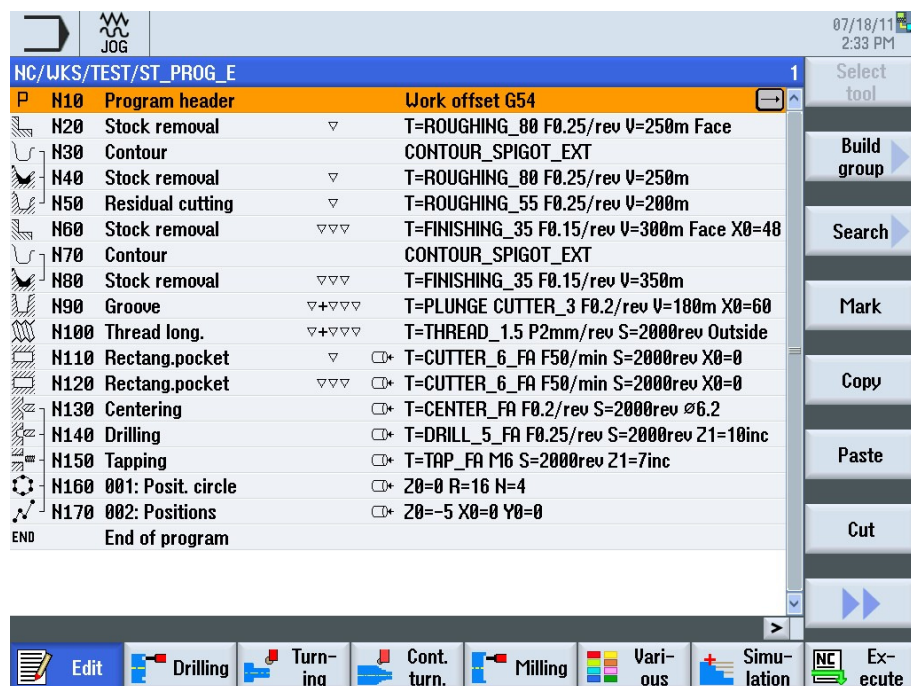 JOG
07/18/11
2:33 PM
NC/WKS/TEST/ST_PROG_E 1
P N10 Program header Work offset G54
N20 Stock removal ▽ T=ROUGHING_80 F0.25/rev V=250m Face
N30 Contour CONTOUR_SPIGOT_EXT
N40 Stock removal ▽ T=ROUGHING_80 F0.25/rev V=250m
N50 Residual cutting ▽ T=ROUGHING_55 F0.25/rev V=200m
N60 Stock removal ▽▽▽ T=FINISHING_35 F0.15/rev V=300m Face X0=48
N70 Contour CONTOUR_SPIGOT_EXT
N80 Stock removal ▽▽▽ T=FINISHING_35 F0.15/rev V=350m
N90 Groove ▽+▽▽▽ T=PLUNGE CUTTER_3 F0.2/rev V=180m X0=60
N100 Thread long. ▽+▽▽▽ T=THREAD_1.5 P2mm/rev S=2000rev Outside
N110 Rectang.pocket ▽ T=CUTTER_6_FA F50/min S=2000rev X0=0
N120 Rectang.pocket ▽▽▽ T=CUTTER_6_FA F50/min S=2000rev X0=0
N130 Centering T=CENTER_FA F0.2/rev S=2000rev ø6.2
N140 Drilling T=DRILL_5_FA F0.25/rev S=2000rev Z1=10inc
N150 Tapping T=TAP_FA M6 S=2000rev Z1=7inc
N160 001: Posit. circle Z0=0 R=16 N=4
N170 002: Positions Z0=-5 X0=0 Y0=0
END End of program
Select
tool
Build
group
Search
Mark
Copy
Paste
Cut
Edit
Drilling
Turn-
ing
Cont.
turn.
Milling
Vari-
ous
Simu-
lation
NC
Ex-
ecute